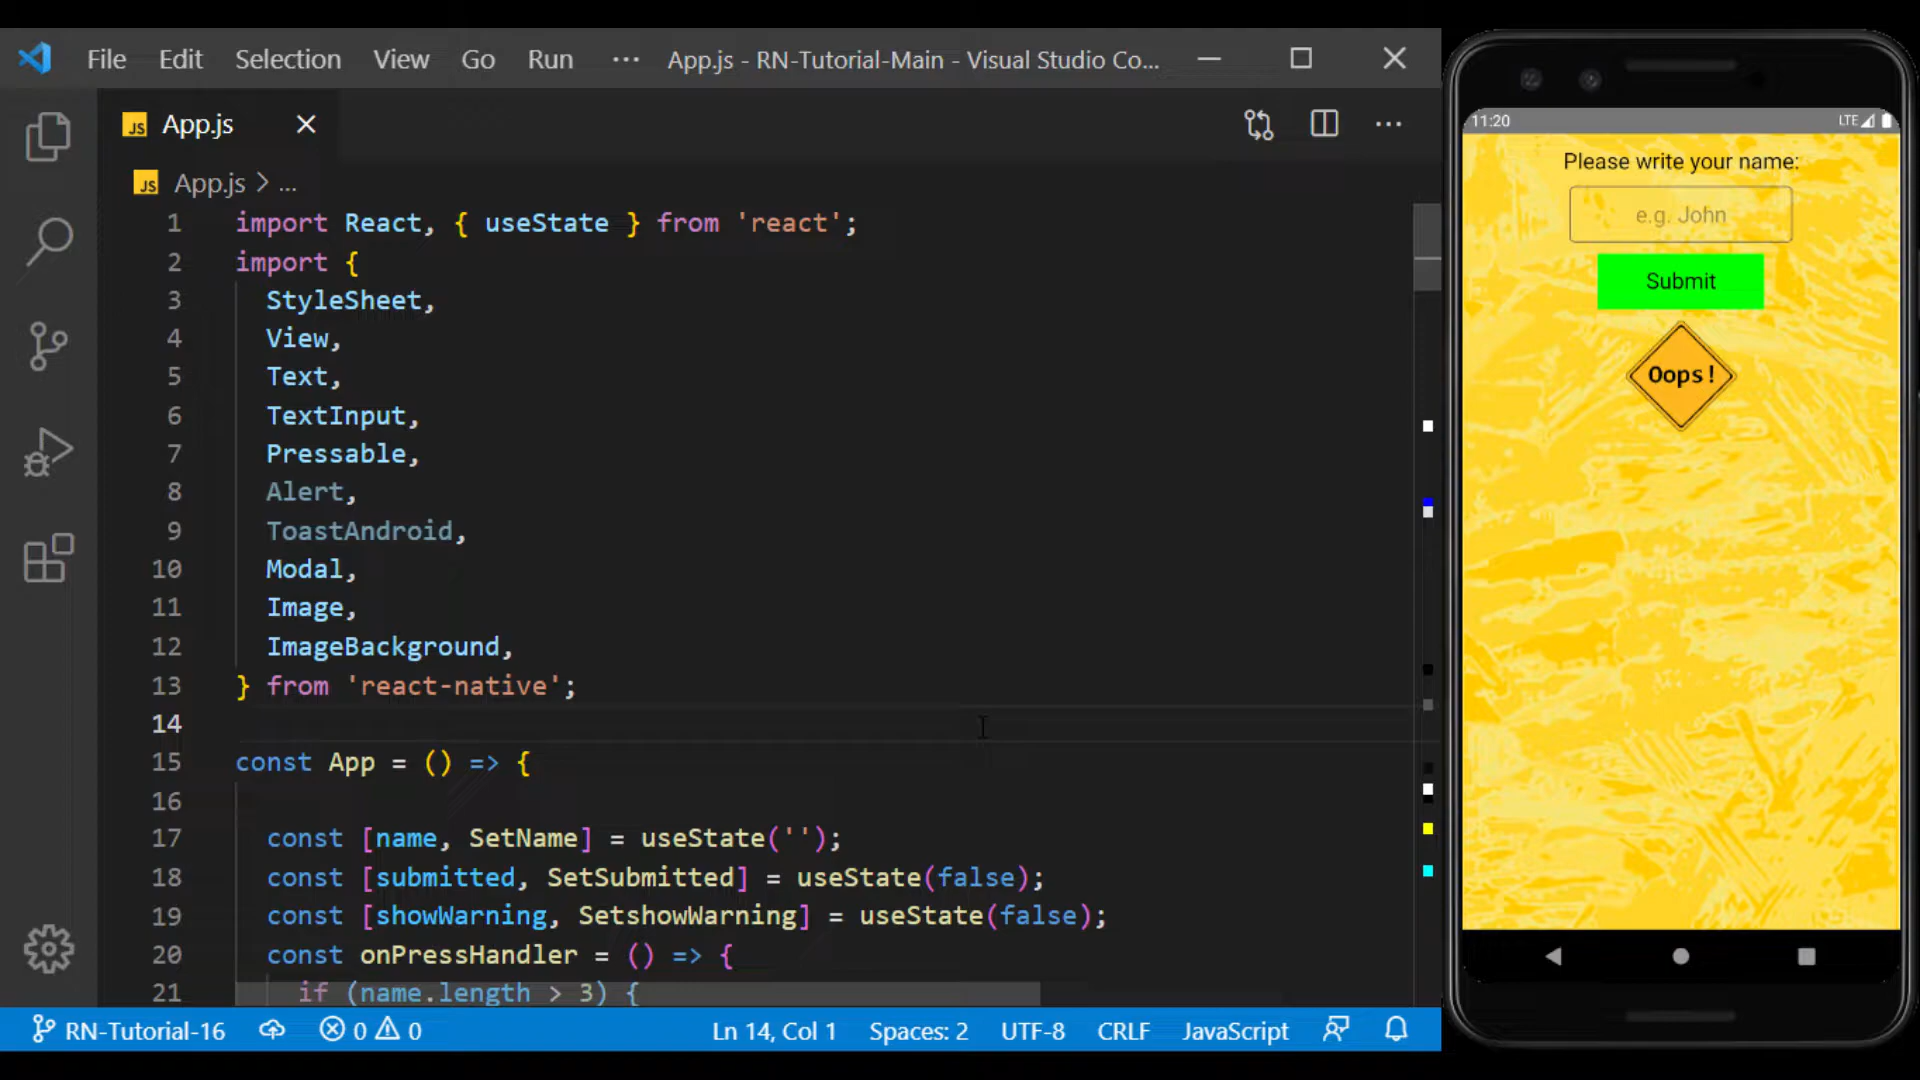 File Edit Selection View Go Run ··· App.js - RN-Tutorial-Main - Visual Studio Co...
JS App.js
JS App.js > ...
1 import React, { useState } from 'react';
2 import {
3 StyleSheet,
4 View,
5 Text,
6 TextInput,
7 Pressable,
8 Alert,
9 ToastAndroid,
10 Modal,
11 Image,
12 ImageBackground,
13 } from 'react-native';
14
15 const App = () => {
16
17 const [name, SetName] = useState('');
18 const [submitted, SetSubmitted] = useState(false);
19 const [showWarning, SetshowWarning] = useState(false);
20 const onPressHandler = () => {
21 if (name.length > 3) {
RN-Tutorial-16 0 0 Ln 14, Col 1 Spaces: 2 UTF-8 CRLF JavaScript
11:20 LTE
Please write your name:
e.g. John
Submit
Oops!